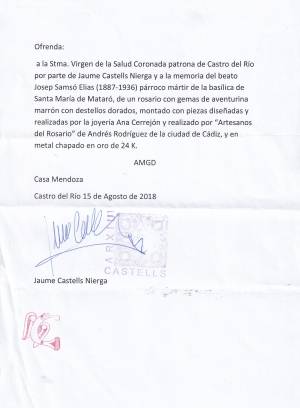 Ofrenda:
a la Stma. Virgen de la Salud Coronada patrona de Castro del Río
por parte de Jaume Castells Nierga y a la memoria del beato
Josep Samsó Elias (1887-1936) párroco mártir de la basílica de
Santa María de Mataró, de un rosario con gemas de aventurina
marrón con destellos dorados, montado con piezas diseñadas y
realizadas por la joyería Ana Cerrejón y realizado por “Artesanos
del Rosario” de Andrés Rodríguez de la ciudad de Cádiz, y en
metal chapado en oro de 24 K.
AMGD
Casa Mendoza
Castro del Río 15 de Agosto de 2018
ARXIU
CASTELLS
Jaume Castells Nierga